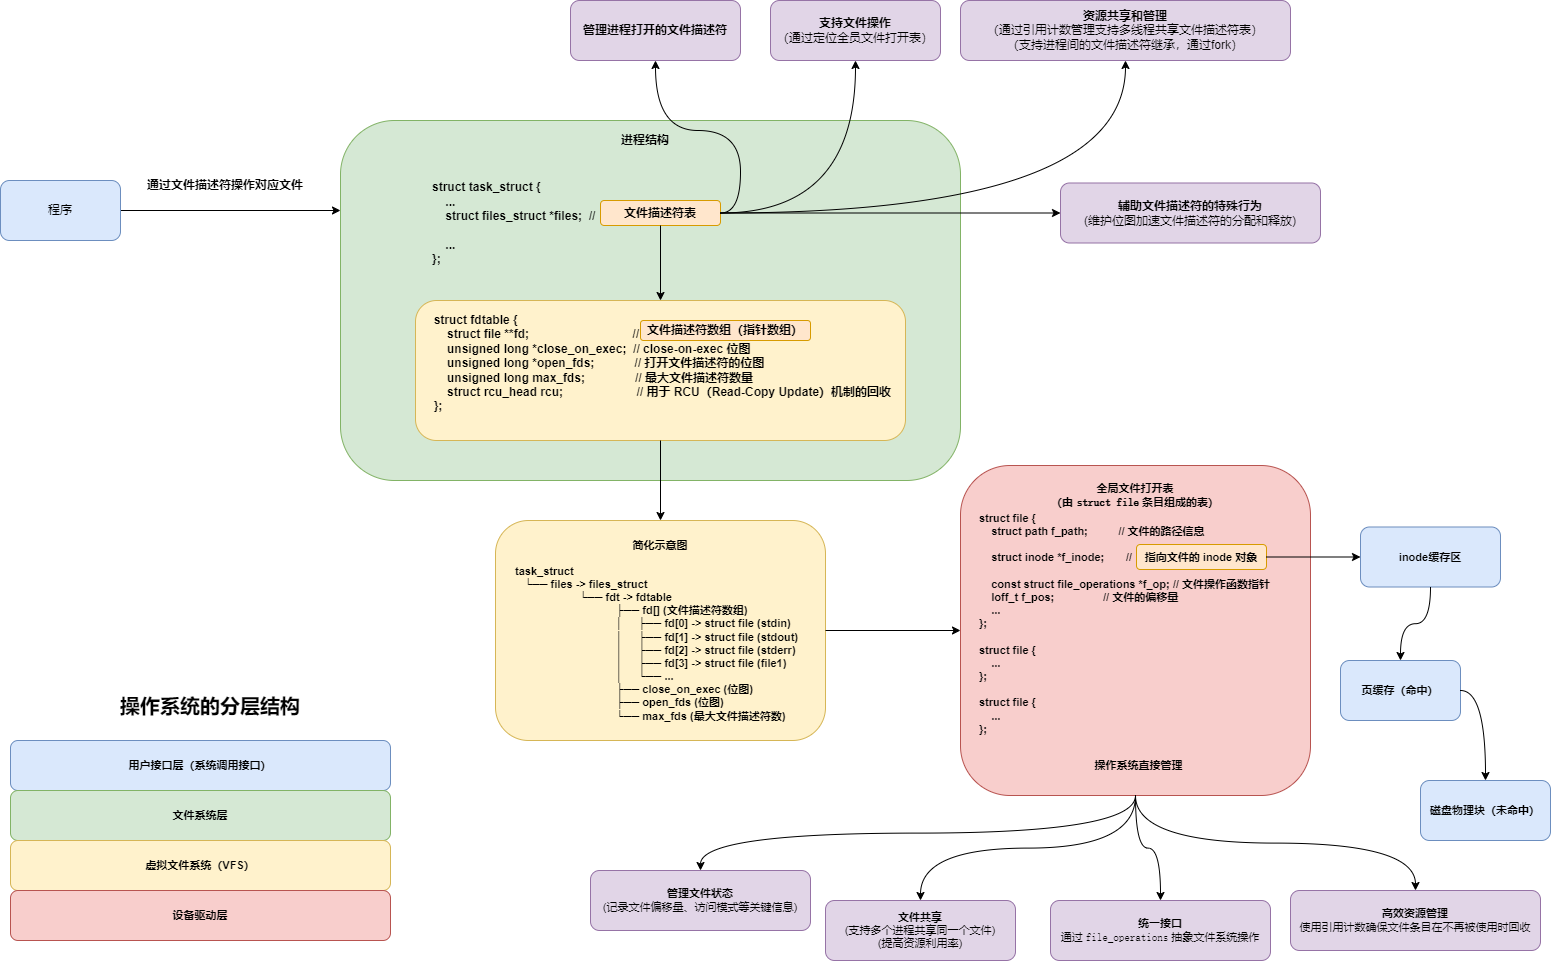 管理进程打开的文件描述符
支持文件操作
（通过定位全员文件打开表）
资源共享和管理
（通过引用计数管理支持多线程共享文件描述符表）
（支持进程间的文件描述符继承，通过fork）
进程结构
程序
通过文件描述符操作对应文件
struct task_struct {
...
struct files_struct *files;  // 文件描述符表
...
};
辅助文件描述符的特殊行为
（维护位图加速文件描述符的分配和释放）
struct fdtable {
struct file **fd;  // 文件描述符数组（指针数组）
unsigned long *close_on_exec;  // close-on-exec 位图
unsigned long *open_fds;  // 打开文件描述符的位图
unsigned long max_fds;  // 最大文件描述符数量
struct rcu_head rcu;  // 用于 RCU（Read-Copy Update）机制的回收
};
简化示意图
task_struct
└── files -> files_struct
└── fdt -> fdtable
├── fd[] (文件描述符数组)
│ ├── fd[0] -> struct file (stdin)
│ ├── fd[1] -> struct file (stdout)
│ ├── fd[2] -> struct file (stderr)
│ ├── fd[3] -> struct file (file1)
│ └── ...
├── close_on_exec (位图)
├── open_fds (位图)
└── max_fds (最大文件描述符数)
全局文件打开表
（由 struct file 条目组成的表）
struct file {
struct path f_path;  // 文件的路径信息
struct inode *f_inode;  // 指向文件的 inode 对象
const struct file_operations *f_op; // 文件操作函数指针
loff_t f_pos;  // 文件的偏移量
...
};
struct file {
...
};
struct file {
...
};
操作系统直接管理
inode缓存区
页缓存（命中）
磁盘物理块（未命中）
操作系统的分层结构
用户接口层（系统调用接口）
文件系统层
虚拟文件系统（VFS）
设备驱动层
管理文件状态
(记录文件偏移量、访问模式等关键信息)
文件共享
(支持多个进程共享同一个文件)
(提高资源利用率)
统一接口
通过 file_operations 抽象文件系统操作
高效资源管理
使用引用计数确保文件条目在不再被使用时回收